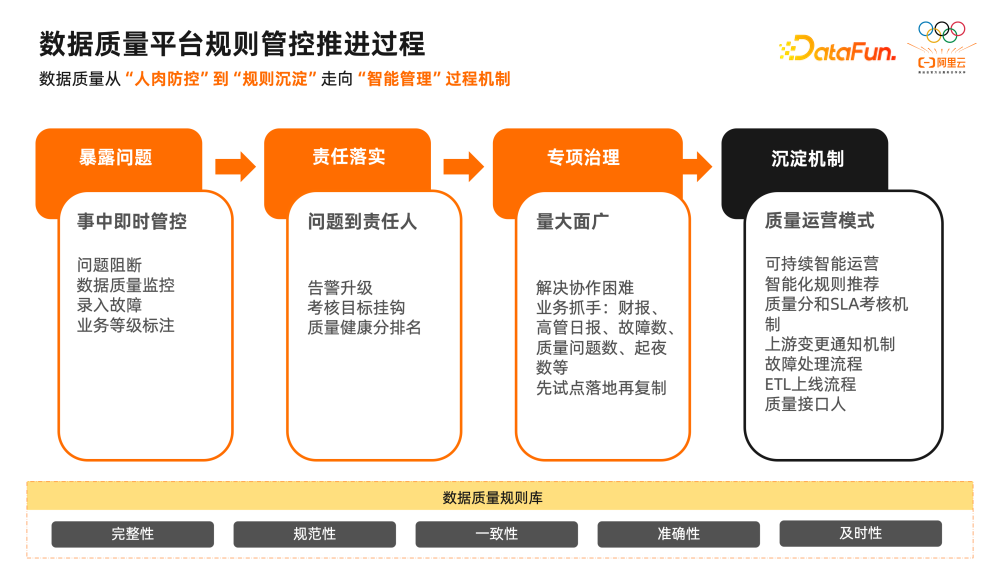 数据质量平台规则管控推进过程
数据质量从 “人肉防控” 到 “规则沉淀” 走向 “智能管理” 过程机制
DataFun.
阿里云
暴露问题
事中即时管控
问题阻断
数据质量监控
录入故障
业务等级标注
责任落实
问题到责任人
告警升级
考核目标挂钩
质量健康分排名
专项治理
量大面广
解决协作困难
业务抓手：财报、
高管日报、故障数、
质量问题数、起夜
数等
先试点落地再复制
沉淀机制
质量运营模式
可持续智能运营
智能化规则推荐
质量分和SLA考核机
制
上游变更通知机制
故障处理流程
ETL上线流程
质量接口人
数据质量规则库
完整性
规范性
一致性
准确性
及时性